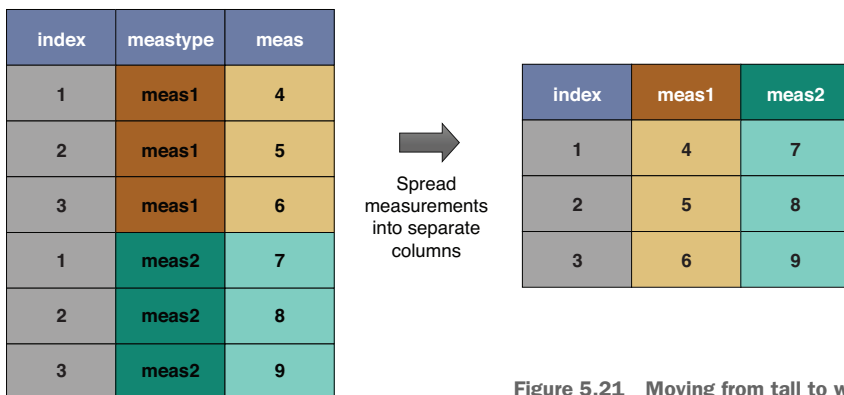 index meastype meas
1 meas1 4
2 meas1 5
3 meas1 6
1 meas2 7
2 meas2 8
3 meas2 9
Spread
measurements
into separate
columns
index meas1 meas2
1 4 7
2 5 8
3 6 9
Figure 5.21 Moving from tall to